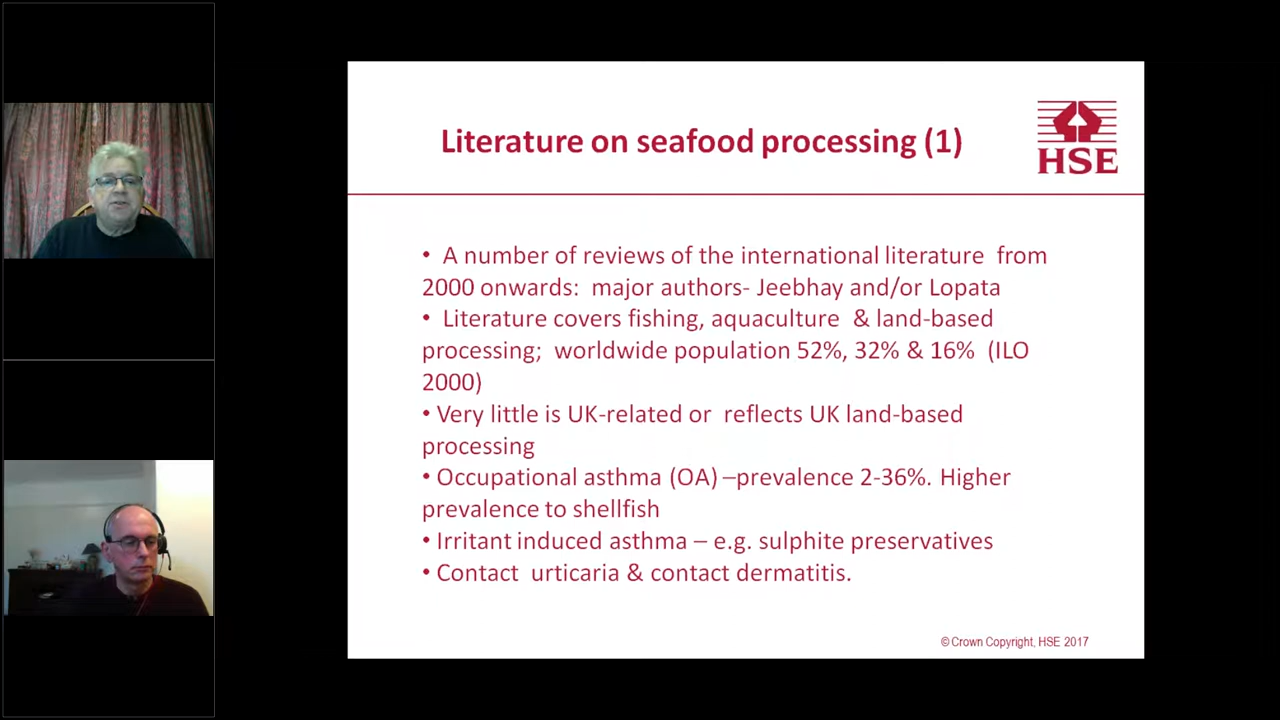 Literature on seafood processing (1)
HSE
• A number of reviews of the international literature from
2000 onwards: major authors- Jeebhay and/or Lopata
• Literature covers fishing, aquaculture & land-based
processing; worldwide population 52%, 32% & 16% (ILO
2000)
• Very little is UK-related or reflects UK land-based
processing
• Occupational asthma (OA) –prevalence 2-36%. Higher
prevalence to shellfish
• Irritant induced asthma – e.g. sulphite preservatives
• Contact urticaria & contact dermatitis.
© Crown Copyright, HSE 2017